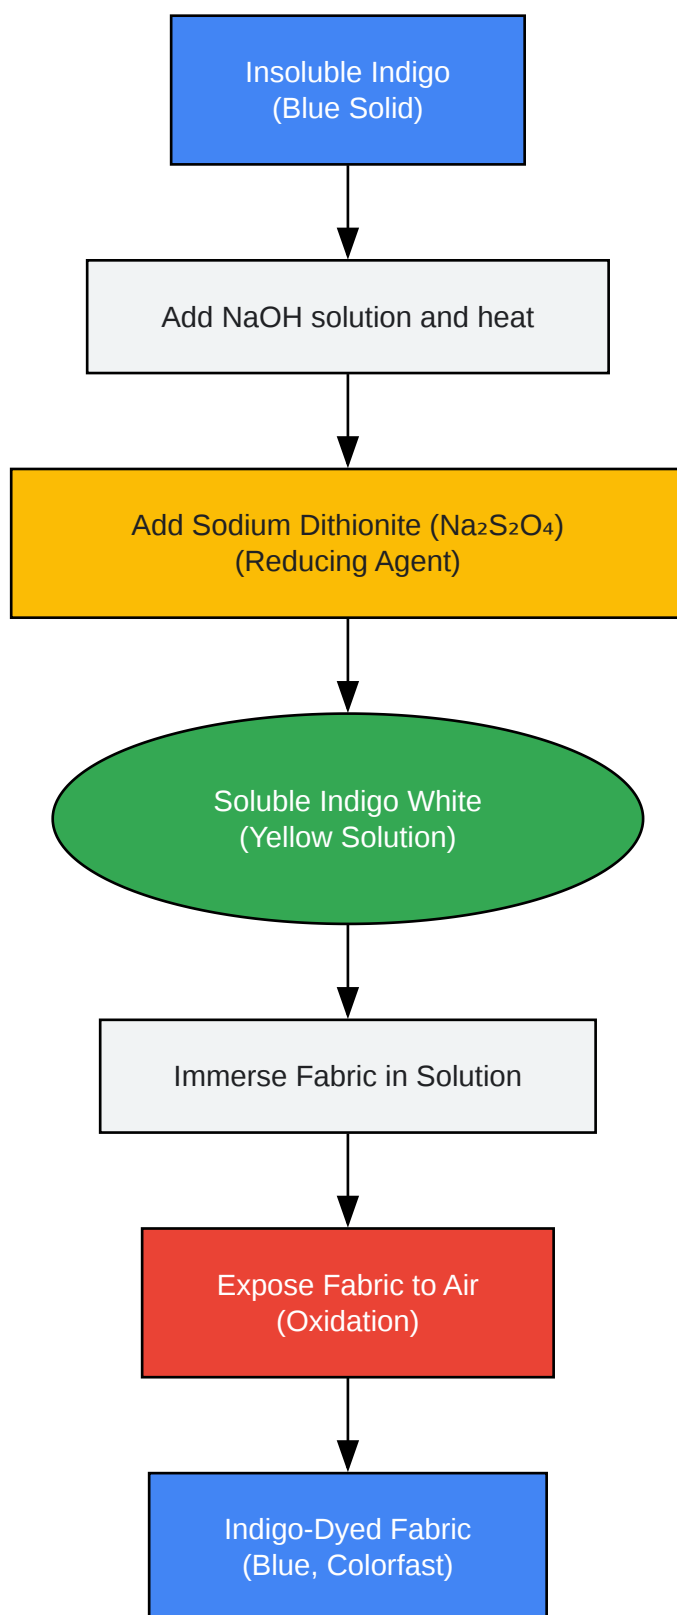 Insoluble Indigo
(Blue Solid)
Add NaOH solution and heat
Add Sodium Dithionite (Na₂S₂O₄)
(Reducing Agent)
Soluble Indigo White
(Yellow Solution)
Immerse Fabric in Solution
Expose Fabric to Air
(Oxidation)
Indigo-Dyed Fabric
(Blue, Colorfast)